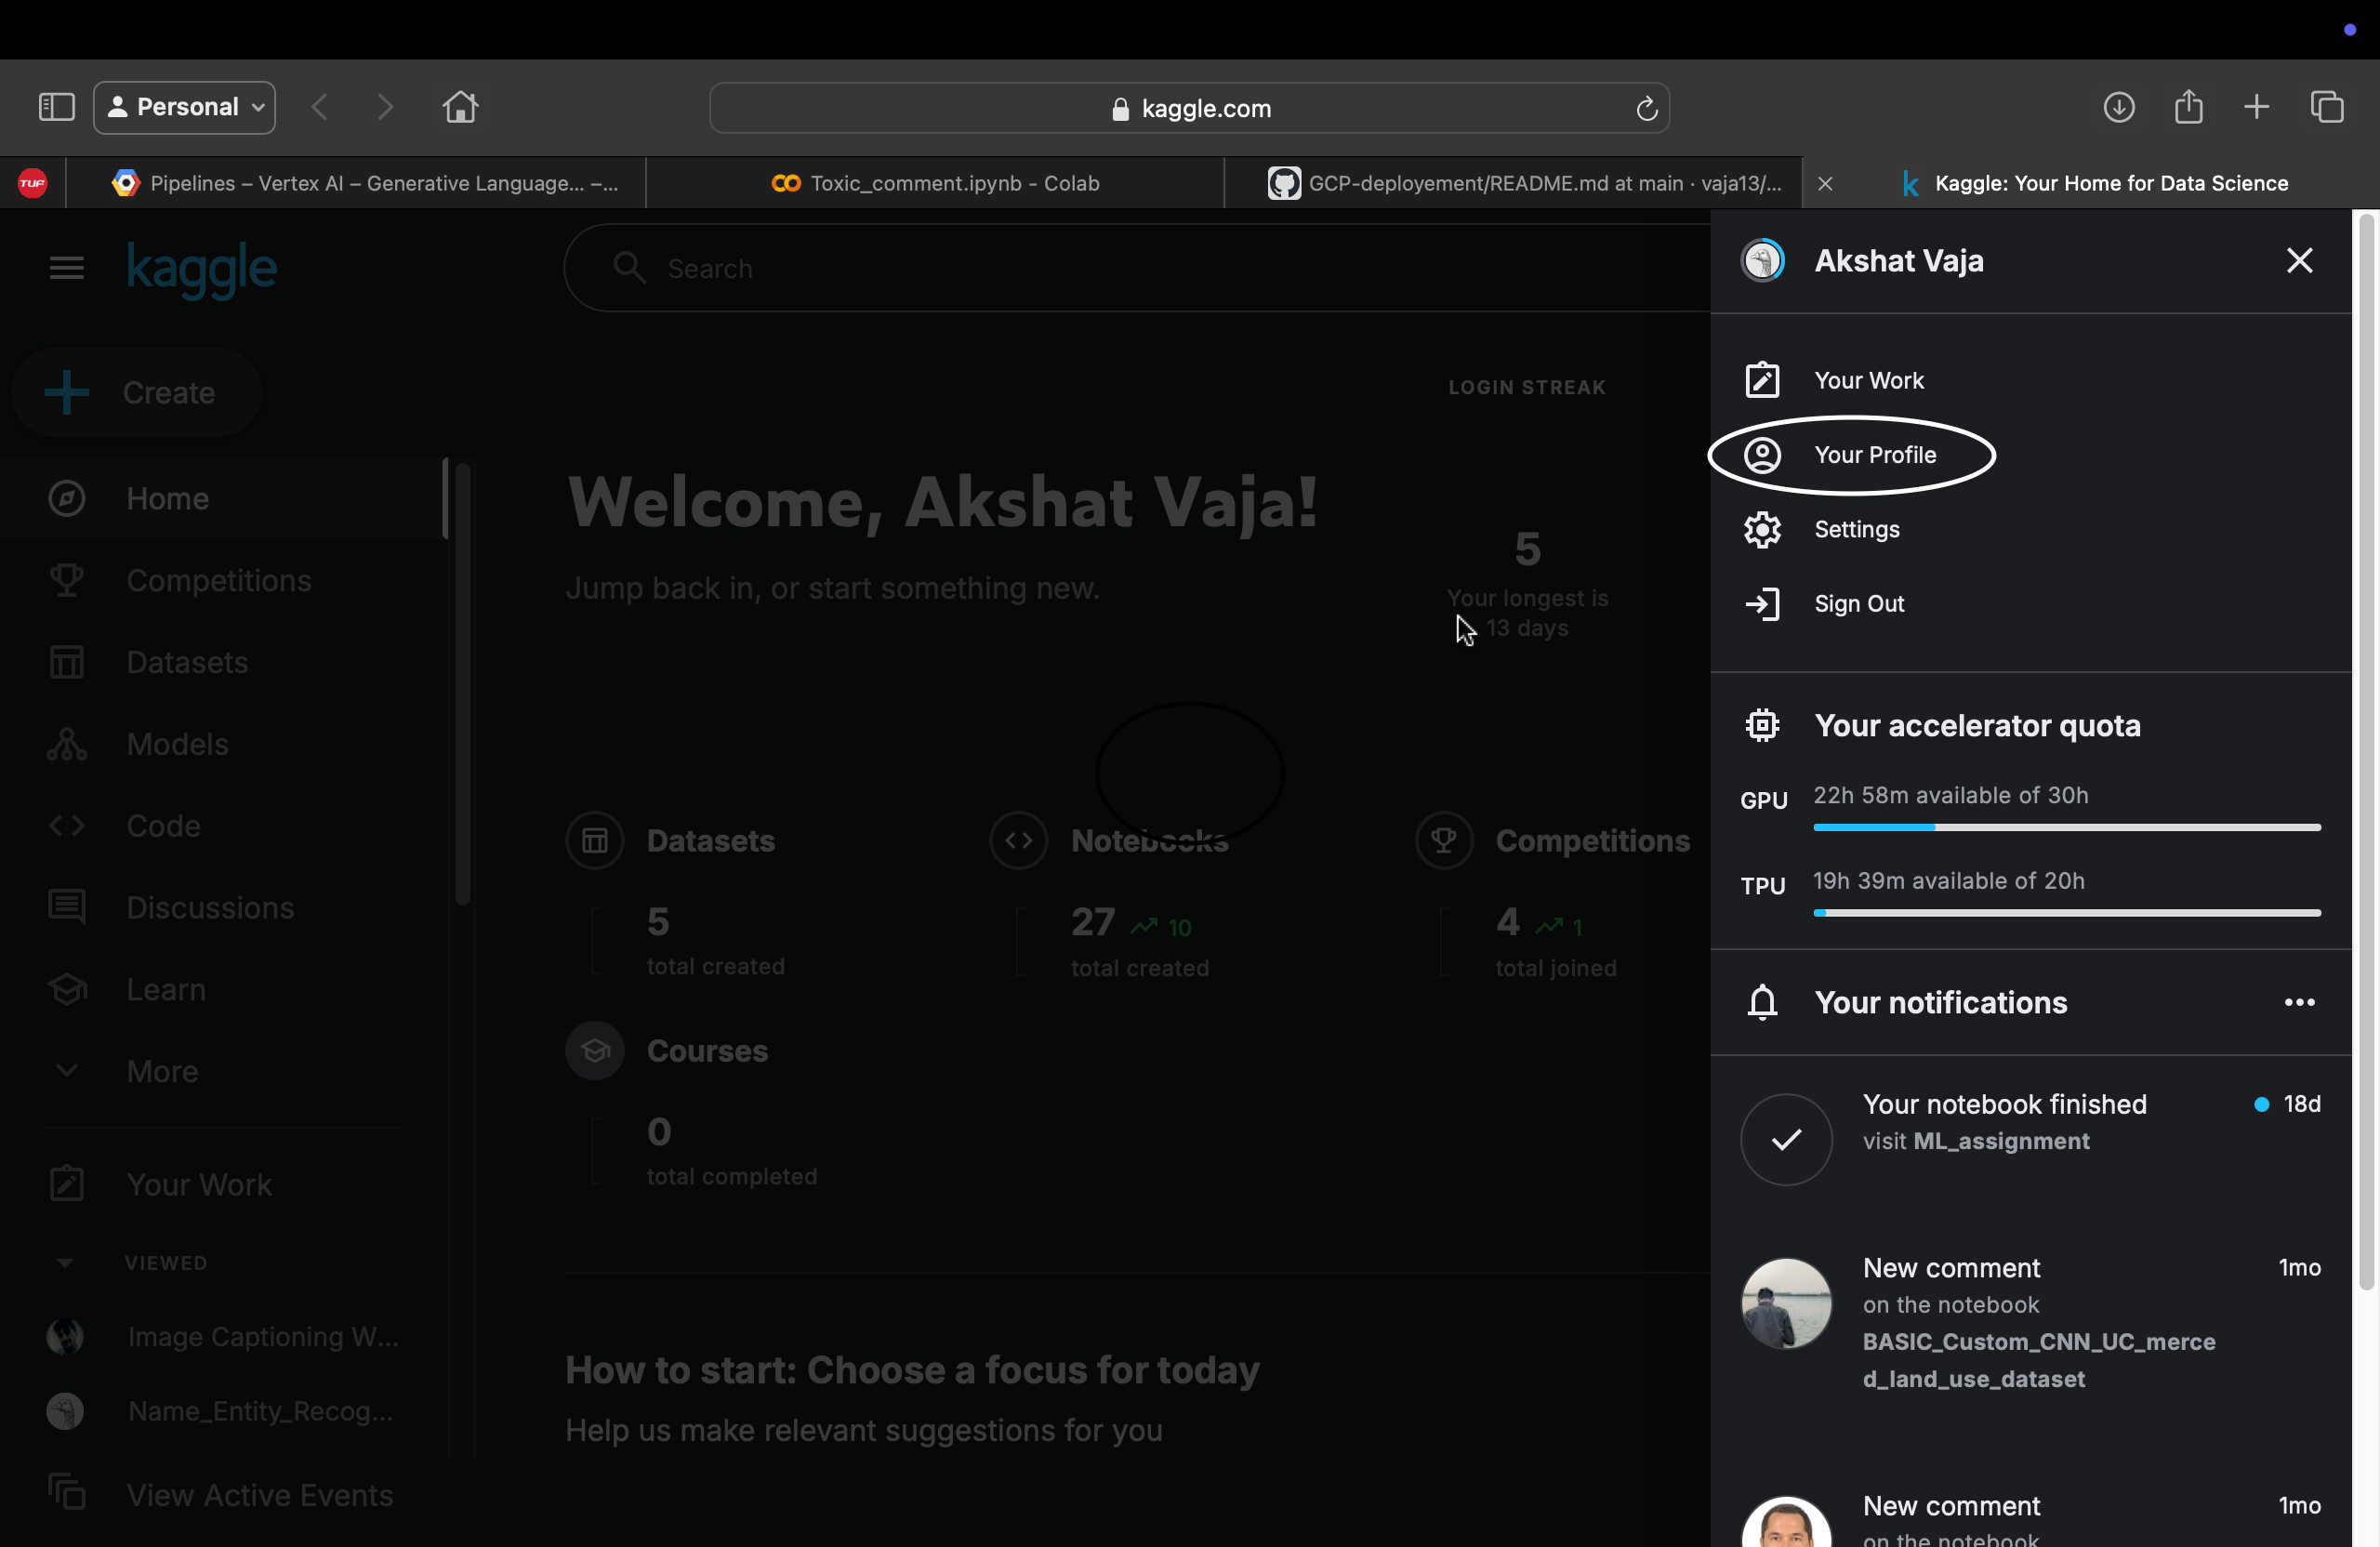 Personal
kaggle.com
TUF
Pipelines – Vertex AI – Generative Language... –...
Toxic_comment.ipynb - Colab
GCP-deployement/README.md at main · vaja13/...
Kaggle: Your Home for Data Science
kaggle
Search
Akshat Vaja
Create
LOGIN STREAK
Your Work
Your Profile
Home
Welcome, Akshat Vaja!
Settings
5
Competitions
Jump back in, or start something new.
Your longest is
13 days
Sign Out
Datasets
Models
Your accelerator quota
GPU
22h 58m available of 30h
Code
Datasets
Notebooks
Competitions
TPU
19h 39m available of 20h
Discussions
5
27
10
4
1
total created
total created
total joined
Learn
Your notifications
More
Courses
0
total completed
Your notebook finished
18d
visit ML_assignment
Your Work
VIEWED
New comment
1mo
on the notebook
BASIC_Custom_CNN_UC_merce
d_land_use_dataset
Image Captioning W...
How to start: Choose a focus for today
Name_Entity_Recog...
Help us make relevant suggestions for you
View Active Events
New comment
1mo
on the notebook